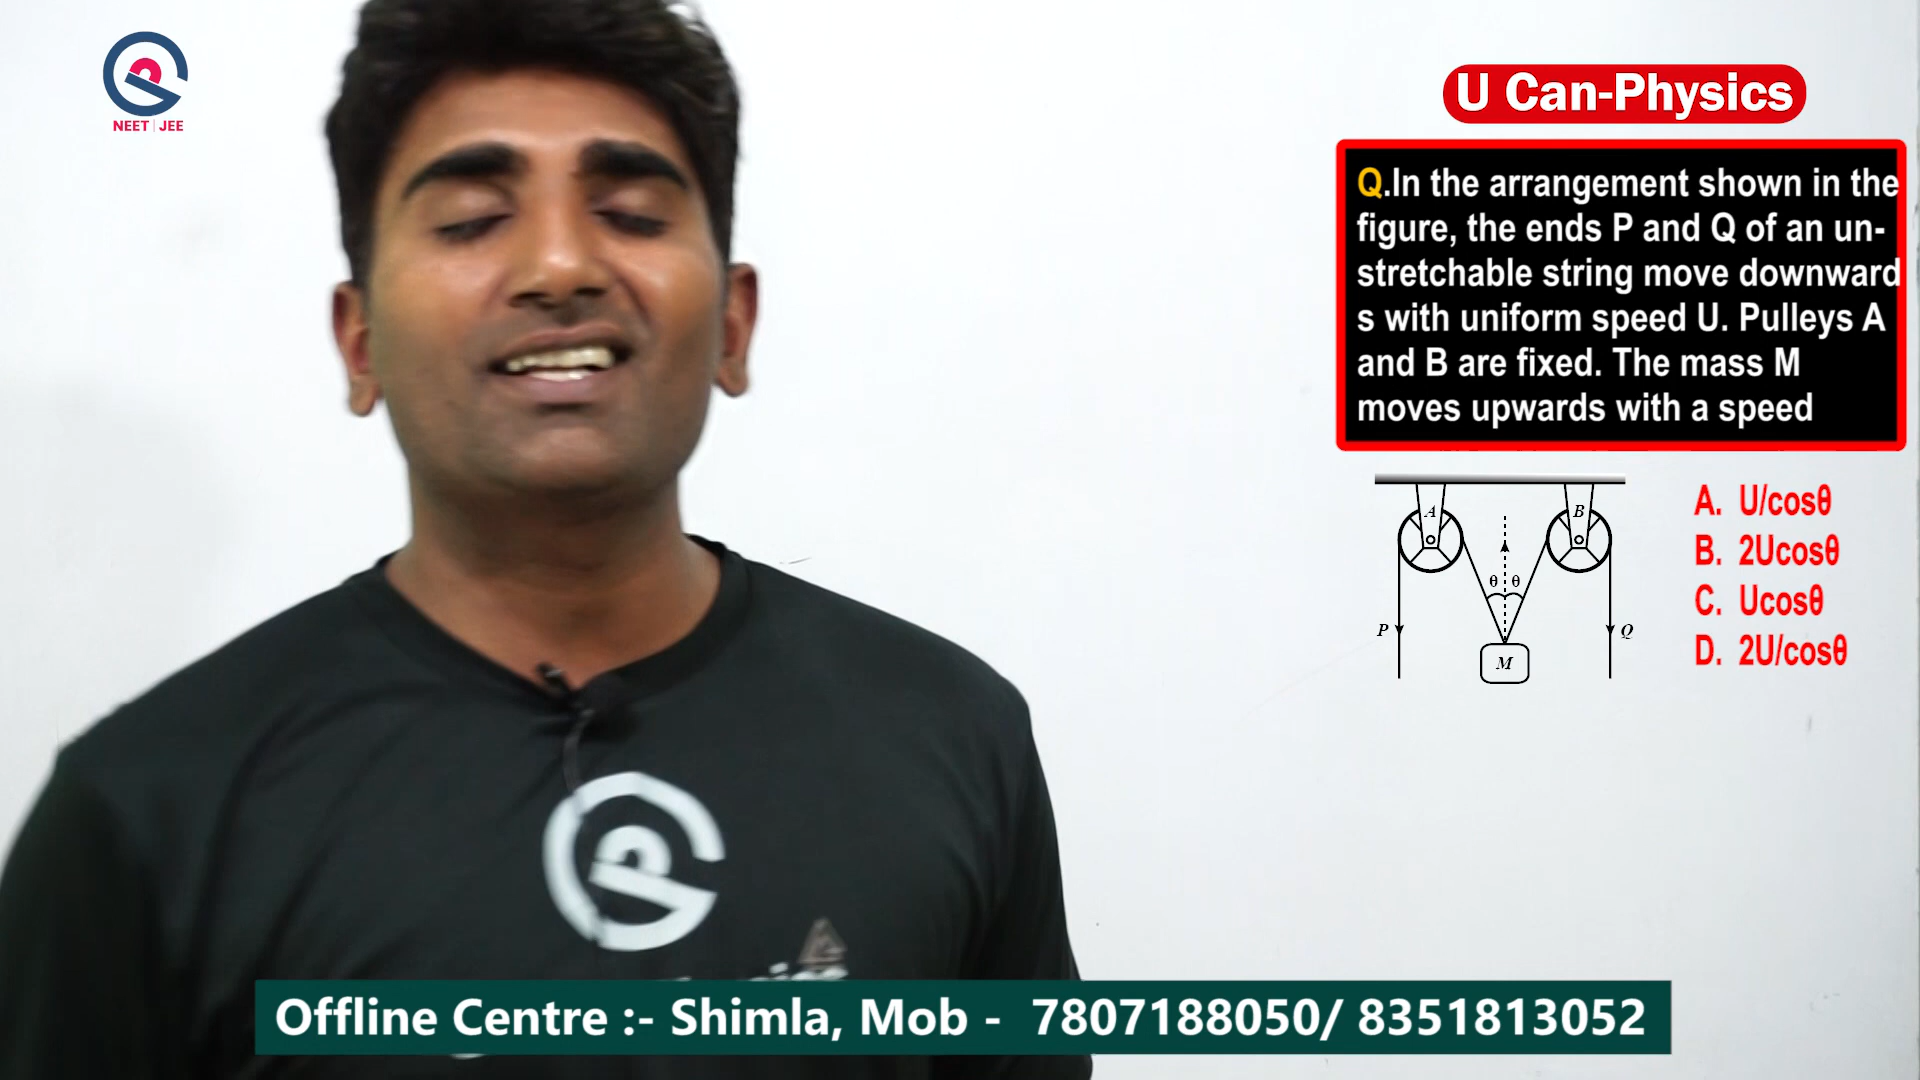 NEET | JEE
U Can-Physics
Q.In the arrangement shown in the
figure, the ends P and Q of an un-
stretchable string move downward
s with uniform speed U. Pulleys A
and B are fixed. The mass M
moves upwards with a speed
A B
θ θ
P Q
M
A. U/cosθ
B. 2Ucosθ
C. Ucosθ
D. 2U/cosθ
Offline Centre :- Shimla, Mob - 7807188050/ 8351813052